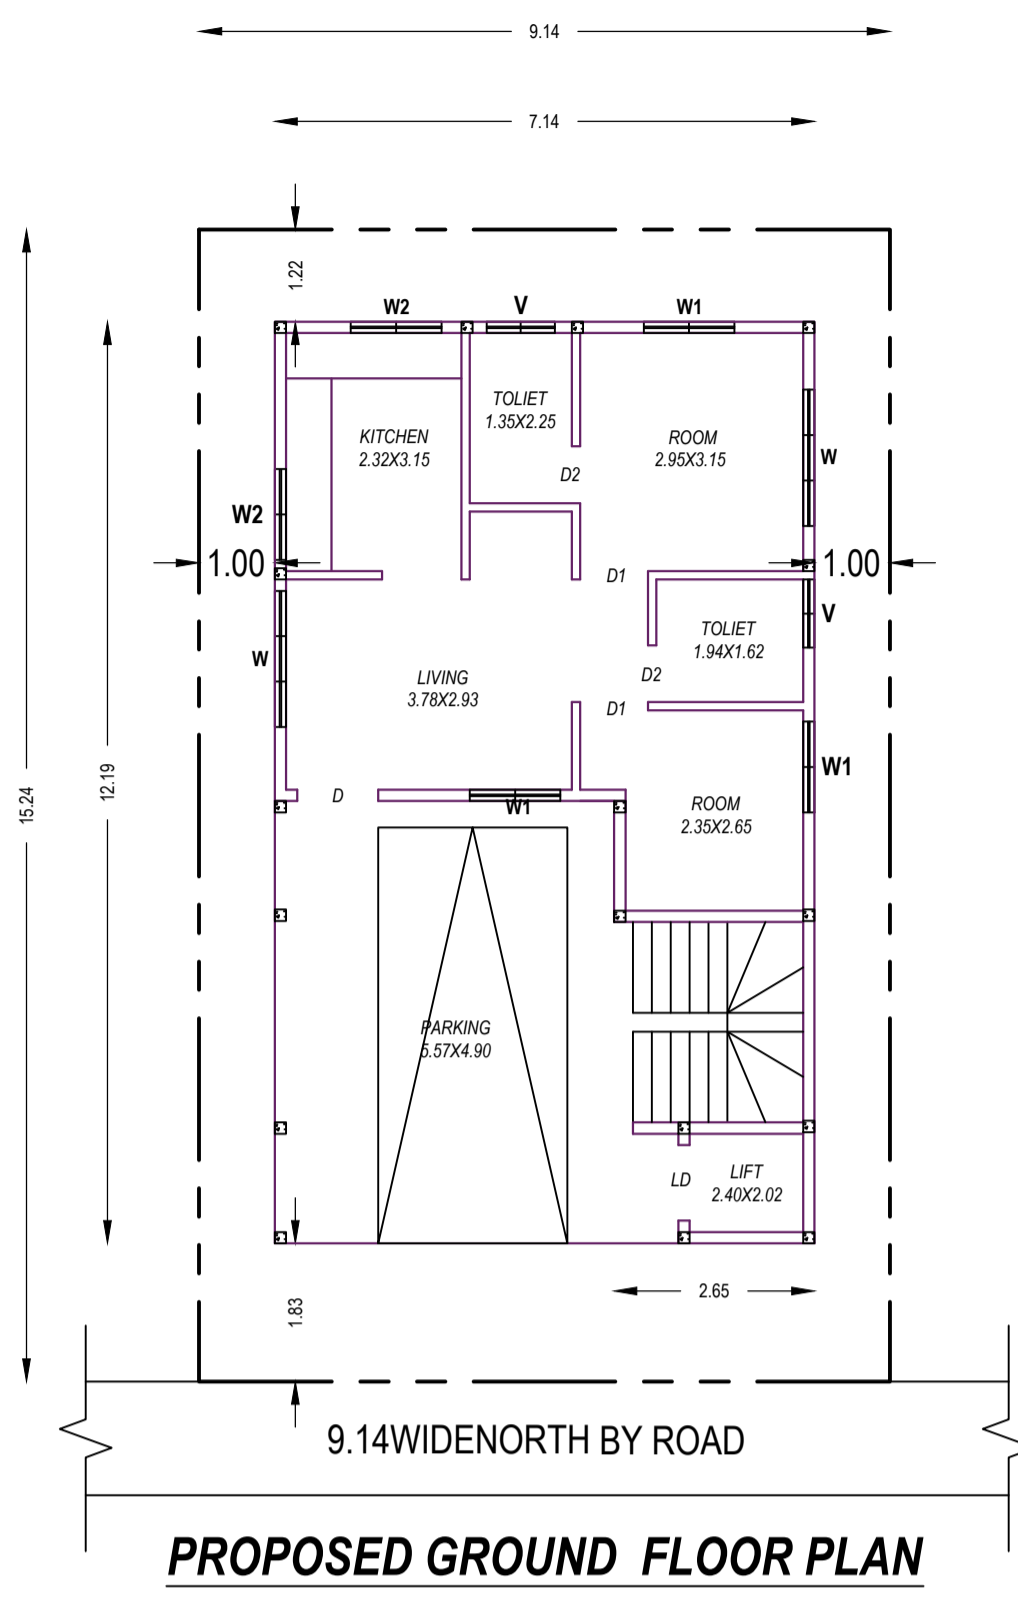 9.14
7.14
1.22
W2
V
W1
TOLIET
1.35X2.25
KITCHEN
2.32X3.15
ROOM
2.95X3.15
W
D2
W2
1.00
1.00
D1
V
TOLIET
1.94X1.62
W
LIVING
3.78X2.93
D2
D1
W1
15.24
12.19
D
W1
ROOM
2.35X2.65
PARKING
5.57X4.90
LD
LIFT
2.40X2.02
2.65
1.83
9.14WIDENORTH BY ROAD
PROPOSED GROUND FLOOR PLAN